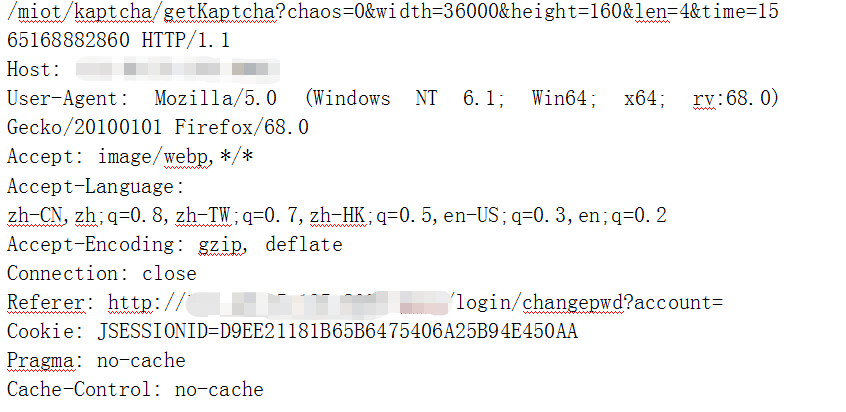 /miot/kaptcha/getKaptcha?chaos=0&width=36000&height=160&len=4&time=15
65168882860 HTTP/1.1
Host:
User-Agent: Mozilla/5.0 (Windows NT 6.1; Win64; x64; rv:68.0)
Gecko/20100101 Firefox/68.0
Accept: image/webp,*/*
Accept-Language:
zh-CN,zh;q=0.8,zh-TW;q=0.7,zh-HK;q=0.5,en-US;q=0.3,en;q=0.2
Accept-Encoding: gzip, deflate
Connection: close
Referer: http:// /login/changepwd?account=
Cookie: JSESSIONID=D9EE21181B65B6475406A25B94E450AA
Pragma: no-cache
Cache-Control: no-cache